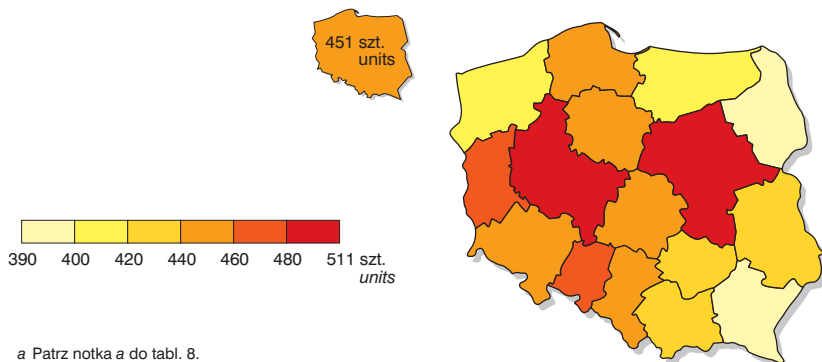 451 szt.
units
390 400 420 440 460 480 511 szt.
units
a Patrz notka a do tabl. 8.